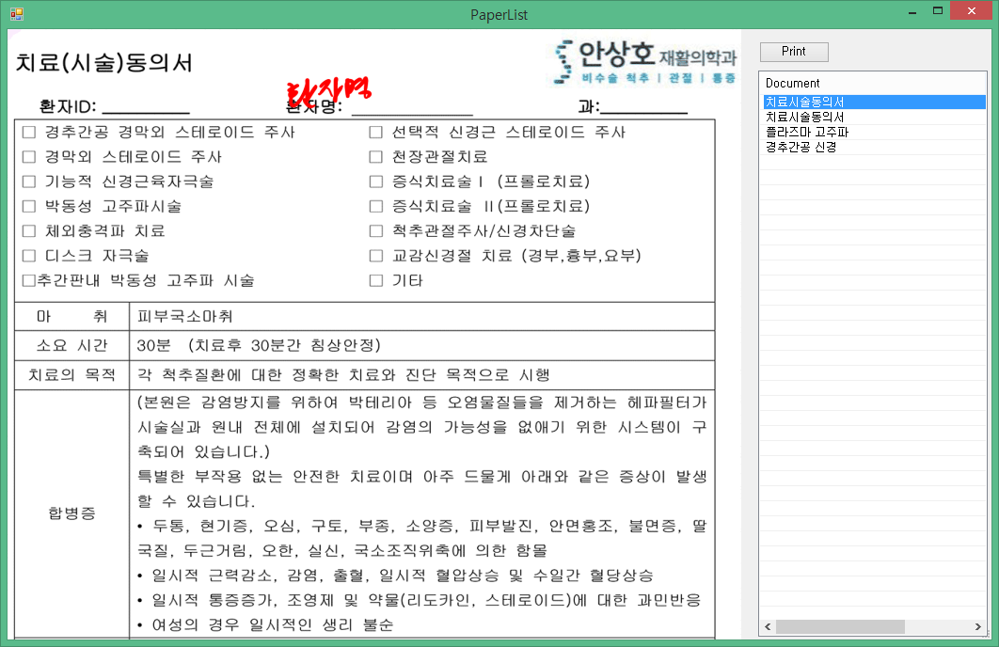 PaperList
치료(시술)동의서
안상호 재활의학과
비수술 척추 | 관절 | 통증
환자명
환자ID: 환자명: 과:
□ 경추간공 경막외 스테로이드 주사 □ 선택적 신경근 스테로이드 주사
□ 경막외 스테로이드 주사 □ 천장관절치료
□ 기능적 신경근육자극술 □ 증식치료술Ⅰ (프롤로치료)
□ 박동성 고주파시술 □ 증식치료술 Ⅱ(프롤로치료)
□ 체외충격파 치료 □ 척추관절주사/신경차단술
□ 디스크 자극술 □ 교감신경절 치료 (경부,흉부,요부)
□추간판내 박동성 고주파 시술 □ 기타
마 취 피부국소마취
소요 시간 30분 (치료후 30분간 침상안정)
치료의 목적 각 척추질환에 대한 정확한 치료와 진단 목적으로 시행
합병증
(본원은 감염방지를 위하여 박테리아 등 오염물질들을 제거하는 헤파필터가
시술실과 원내 전체에 설치되어 감염의 가능성을 없애기 위한 시스템이 구
축되어 있습니다.)
특별한 부작용 없는 안전한 치료이며 아주 드물게 아래와 같은 증상이 발생
할 수 있습니다.
• 두통, 현기증, 오심, 구토, 부종, 소양증, 피부발진, 안면홍조, 불면증, 딸
국질, 두근거림, 오한, 실신, 국소조직위축에 의한 함몰
• 일시적 근력감소, 감염, 출혈, 일시적 혈압상승 및 수일간 혈당상승
• 일시적 통증증가, 조영제 및 약물(리도카인, 스테로이드)에 대한 과민반응
• 여성의 경우 일시적인 생리 불순
Print
Document
치료시술동의서
치료시술동의서
플라즈마 고주파
경추간공 신경